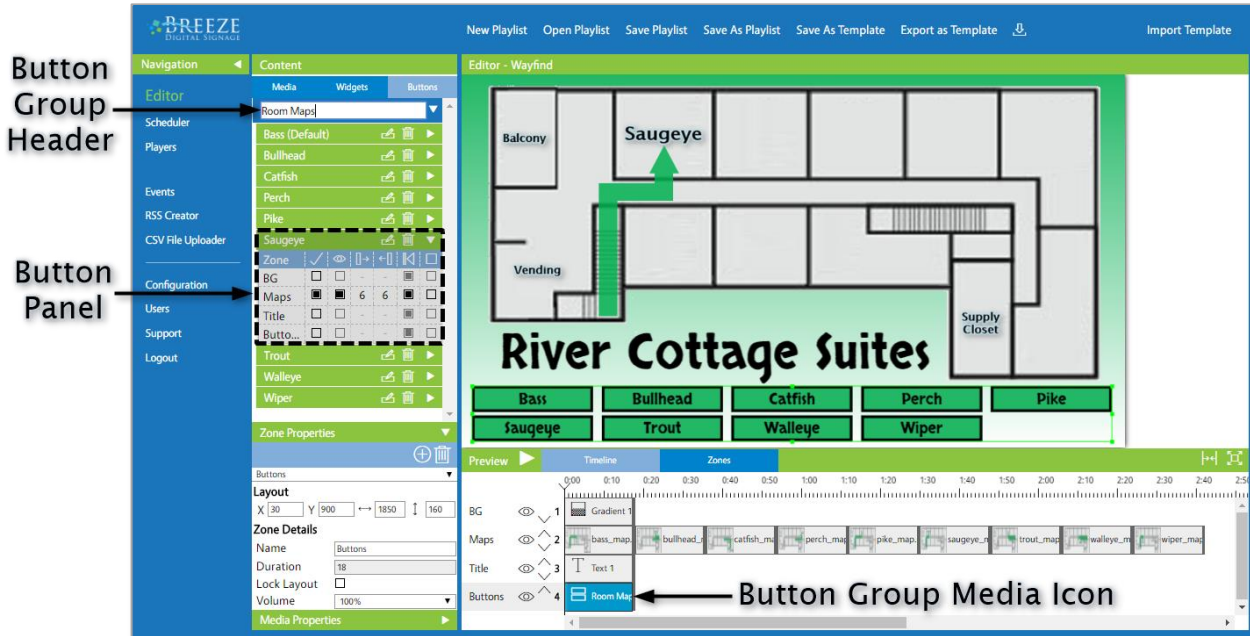 BREEZE
DIGITAL SIGNAGE
New Playlist Open Playlist Save Playlist Save As Playlist Save As Template Export as Template Import Template
Button
Group
Header
Button
Panel
Navigation
Editor
Scheduler
Players
Events
RSS Creator
CSV File Uploader
Configuration
Users
Support
Logout
Content
Media Widgets Buttons
Room Maps
Bass (Default)
Bullhead
Catfish
Perch
Pike
Saugeye
Zone
BG - -
Maps 6 6
Title - -
Butto... - -
Trout
Walleye
Wiper
Zone Properties
Buttons
Layout
X 30 Y 900 1850 160
Zone Details
Name Buttons
Duration 18
Lock Layout
Volume 100%
Media Properties
Editor - Wayfind
Balcony
Saugeye
Vending
Supply
Closet
River Cottage Suites
Bass Bullhead Catfish Perch Pike
Saugeye Trout Walleye Wiper
Preview Timeline Zones
0:00 0:10 0:20 0:30 0:40 0:50 1:00 1:10 1:20 1:30 1:40 1:50 2:00 2:10 2:20 2:30 2:40 2:50
BG 1 Gradient 1
Maps 2 bass_map. bullhead_r catfish_ma perch_map pike_map. saugeye_n trout_map walleye_m wiper_map
Title 3 Text 1
Buttons 4 Room Map
Button Group Media Icon